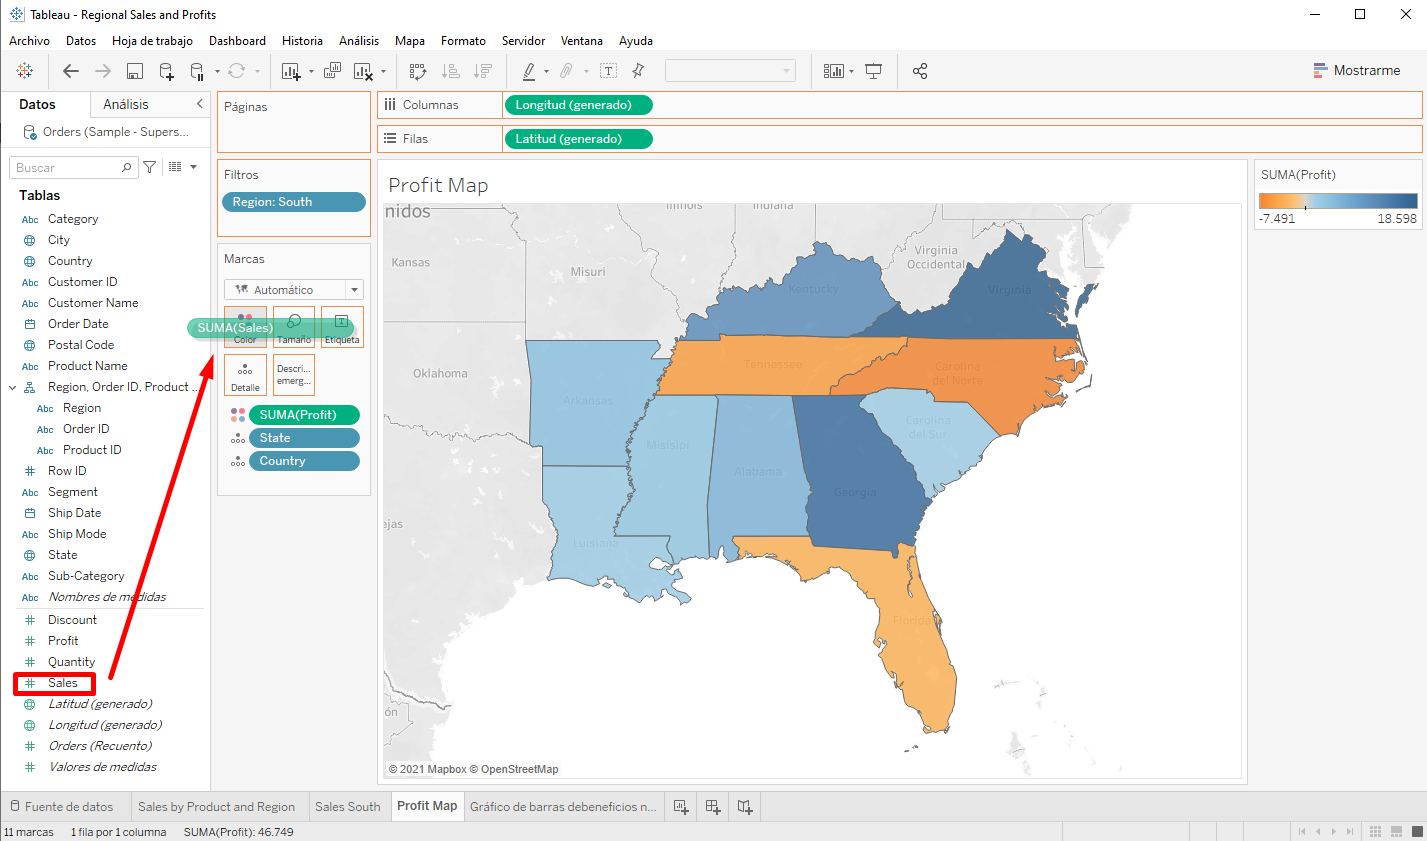 Tableau - Regional Sales and Profits
Archivo Datos Hoja de trabajo Dashboard Historia Análisis Mapa Formato Servidor Ventana Ayuda
Mostrarme
Datos Análisis
Orders (Sample - Supers...
Buscar
Tablas
Abc Category
City
Country
Abc Customer ID
Abc Customer Name
Order Date
Postal Code
Abc Product Name
Region, Order ID, Product ...
Abc Region
Abc Order ID
Abc Product ID
Row ID
Abc Segment
Ship Date
Abc Ship Mode
State
Abc Sub-Category
Abc Nombres de medidas
Discount
Profit
Quantity
Sales
Latitud (generado)
Longitud (generado)
Orders (Recuento)
Valores de medidas
Páginas
Filtros
Region: South
Marcas
Automático
SUMA(Sales)
Color Tamaño Etiqueta
Detalle
Descri...
emerg...
SUMA(Profit)
State
Country
Columnas Longitud (generado)
Filas Latitud (generado)
Profit Map
nidos
Illinois
Indiana
Kansas
Misuri
Virginia
Occidental
Kentucky
Virginia
Oklahoma
Tennessee
Carolina
del Norte
Arkansas
Carolina
del Sur
Misisipi
Alabama
Georgia
ejas
Luisiana
Florida
ón
© 2021 Mapbox © OpenStreetMap
SUMA(Profit)
-7.491 18.598
Fuente de datos Sales by Product and Region Sales South Profit Map Gráfico de barras debeneficios n...
11 marcas 1 fila por 1 columna SUMA(Profit): 46.749